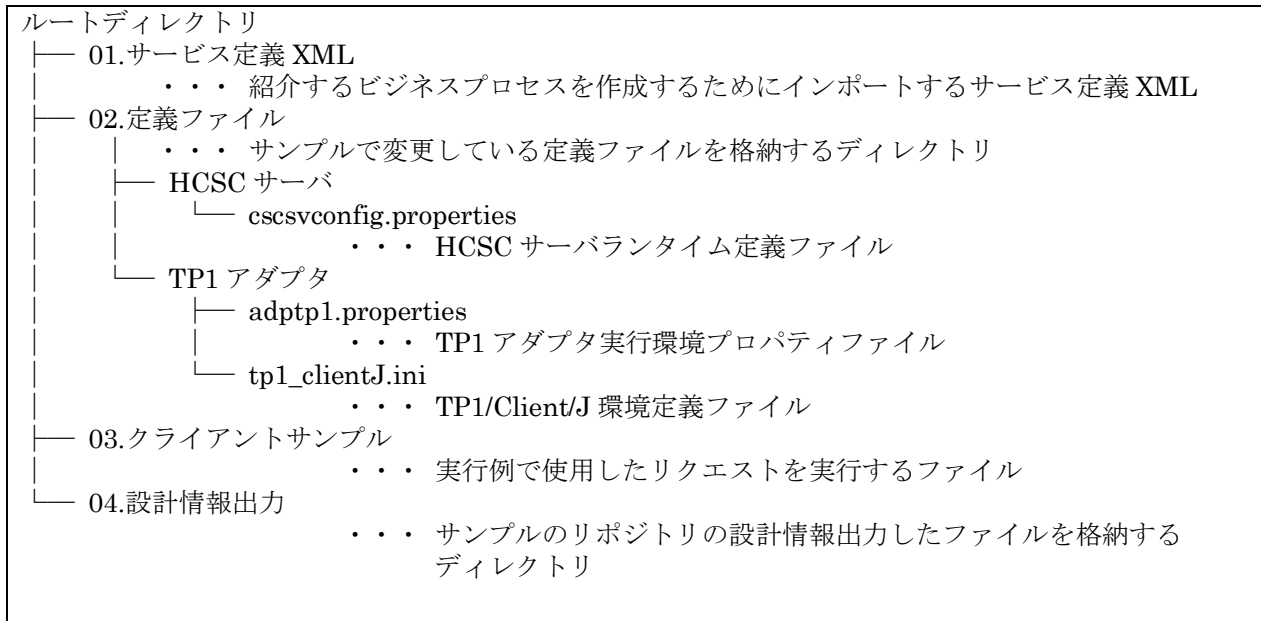 ルートディレクトリ
├── 01.サービス定義 XML
│ ・・・ 紹介するビジネスプロセスを作成するためにインポートするサービス定義 XML
├── 02.定義ファイル
│ │ ・・・ サンプルで変更している定義ファイルを格納するディレクトリ
│ ├── HCSC サーバ
│ │ └── cscsvconfig.properties
│ │ ・・・ HCSC サーバランタイム定義ファイル
│ └── TP1 アダプタ
│ ├── adptp1.properties
│ │ ・・・ TP1 アダプタ実行環境プロパティファイル
│ └── tp1_clientJ.ini
│ ・・・ TP1/Client/J 環境定義ファイル
├── 03.クライアントサンプル
│ ・・・ 実行例で使用したリクエストを実行するファイル
└── 04.設計情報出力
・・・ サンプルのリポジトリの設計情報出力したファイルを格納する
ディレクトリ